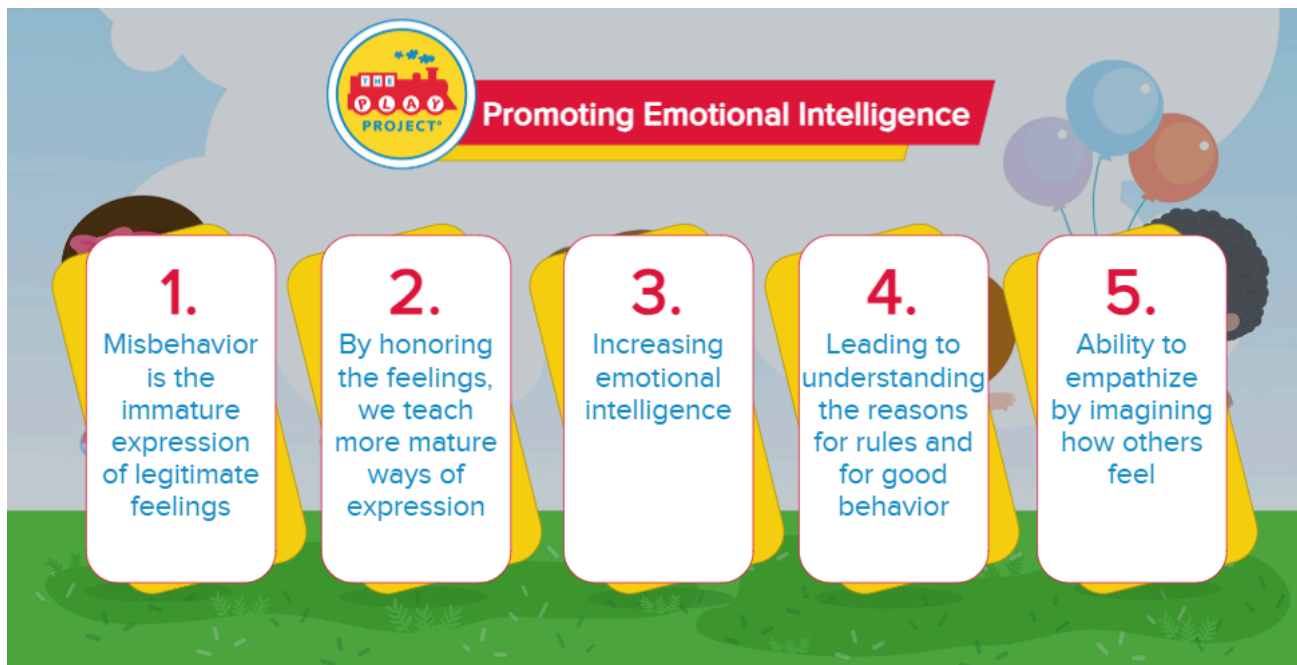 THE
PLAY
PROJECT®
Promoting Emotional Intelligence
1.
Misbehavior
is the
immature
expression
of legitimate
feelings
2.
By honoring
the feelings,
we teach
more mature
ways of
expression
3.
Increasing
emotional
intelligence
4.
Leading to
understanding
the reasons
for rules and
for good
behavior
5.
Ability to
empathize
by imagining
how others
feel